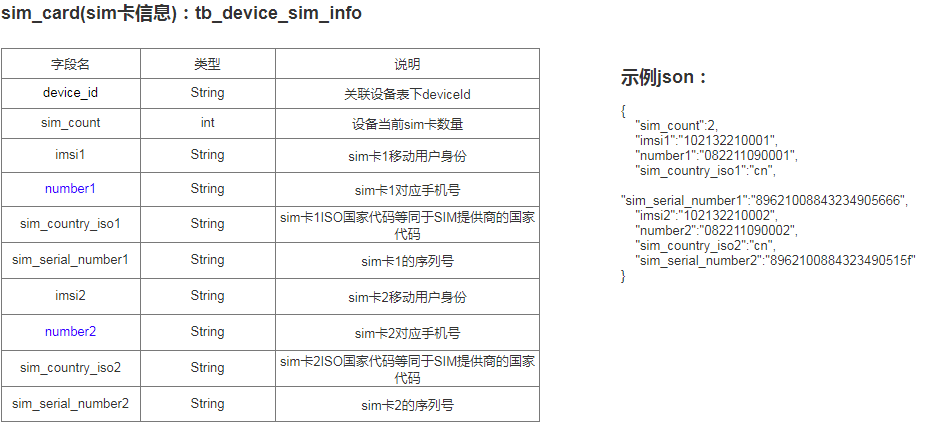 sim_card(sim卡信息)：tb_device_sim_info
字段名 类型 说明
device_id String 关联设备表下deviceId
sim_count int 设备当前sim卡数量
imsi1 String sim卡1移动用户身份
number1 String sim卡1对应手机号
sim_country_iso1 String sim卡1ISO国家代码等同于SIM提供商的国家
代码
sim_serial_number1 String sim卡1的序列号
imsi2 String sim卡2移动用户身份
number2 String sim卡2对应手机号
sim_country_iso2 String sim卡2ISO国家代码等同于SIM提供商的国家
代码
sim_serial_number2 String sim卡2的序列号
示例json：
{
"sim_count":2,
"imsi1":"102132210001",
"number1":"082211090001",
"sim_country_iso1":"cn",
"sim_serial_number1":"89621008843234905666",
"imsi2":"102132210002",
"number2":"082211090002",
"sim_country_iso2":"cn",
"sim_serial_number2":"8962100884323490515f"
}